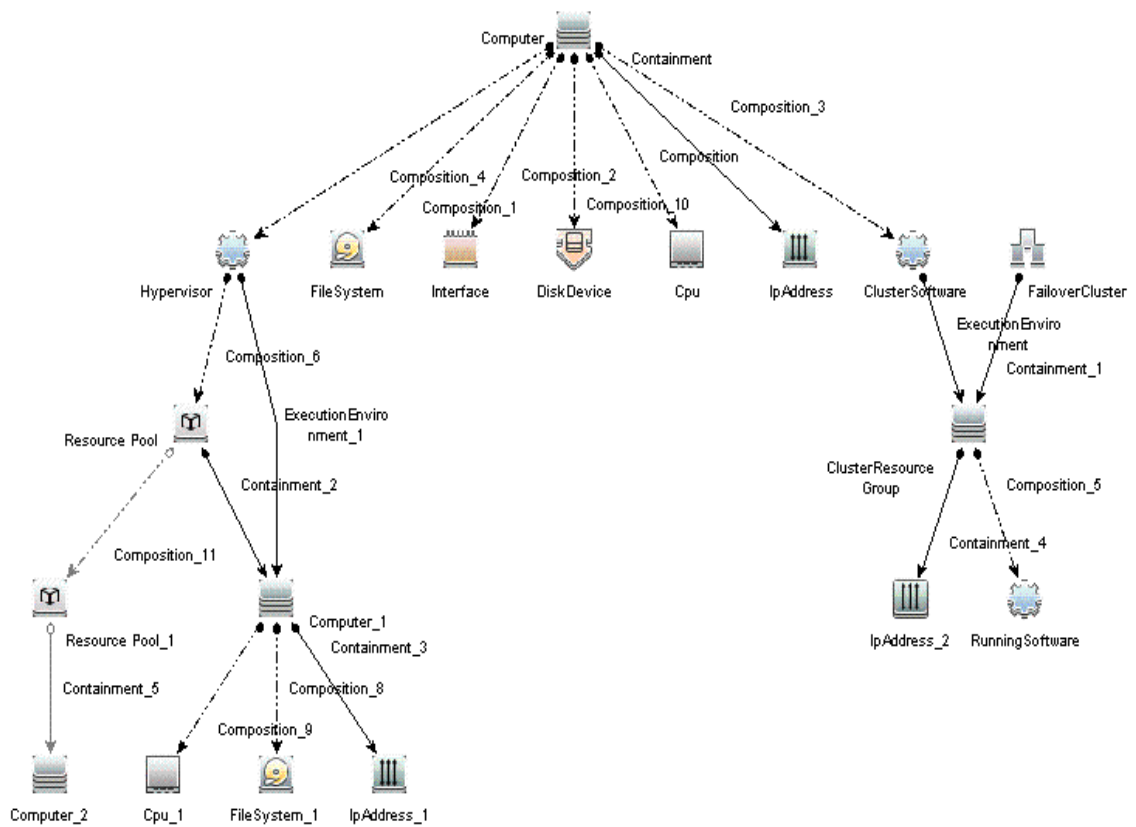 Computer
Containment
Composition_3
Composition
Composition_4
Composition_2
Composition_1
Composition_10
Hypervisor
FileSystem
Interface
DiskDevice
Cpu
IpAddress
ClusterSoftware
FailoverCluster
ExecutionEnviro
nment
Composition_6
Containment_1
ExecutionEnviro
nment_1
Resource Pool
ClusterResource
Group
Containment_2
Composition_5
Containment_4
Composition_11
Computer_1
Resource Pool_1
Containment_3
IpAddress_2
RunningSoftware
Containment_5
Composition_8
Composition_9
Computer_2
Cpu_1
FileSystem_1
IpAddress_1